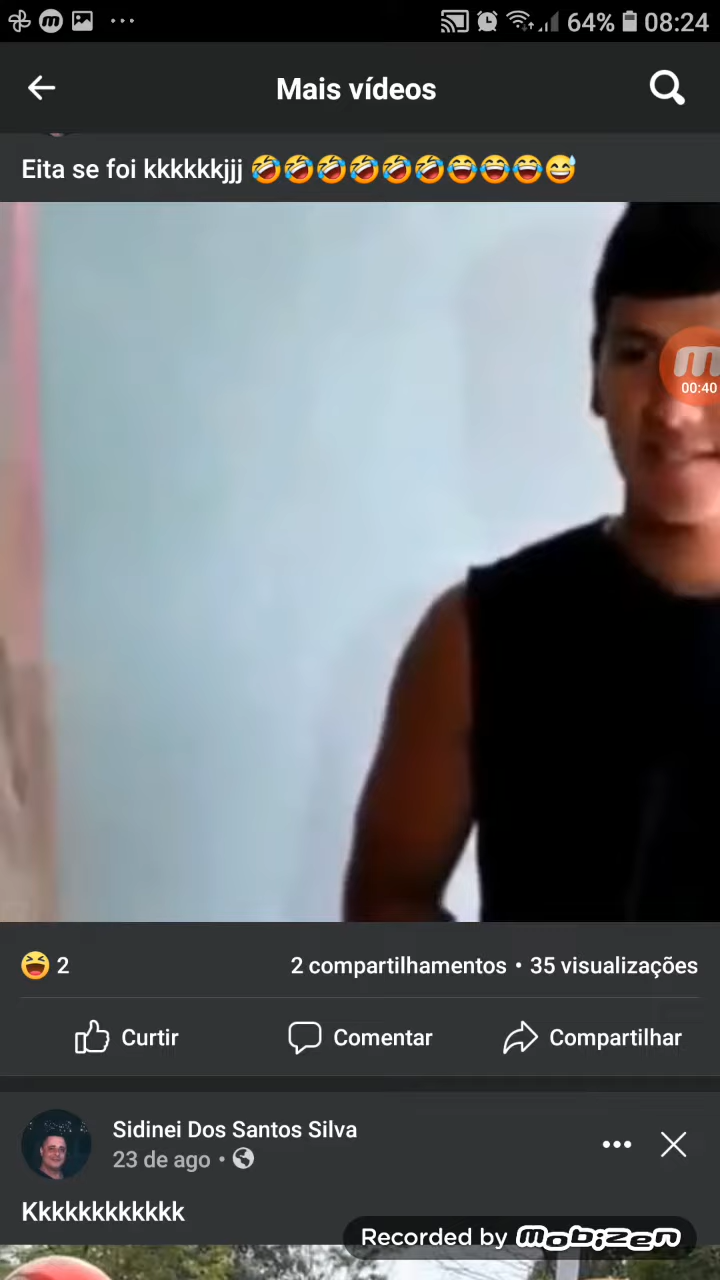 64% 08:24
Mais vídeos
Eita se foi kkkkkkjjj 🤣🤣🤣🤣🤣🤣😂😂😂😅
m
00:40
2
2 compartilhamentos • 35 visualizações
Curtir
Comentar
Compartilhar
Sidinei Dos Santos Silva
23 de ago •
Kkkkkkkkkkkk
Recorded by mobizen